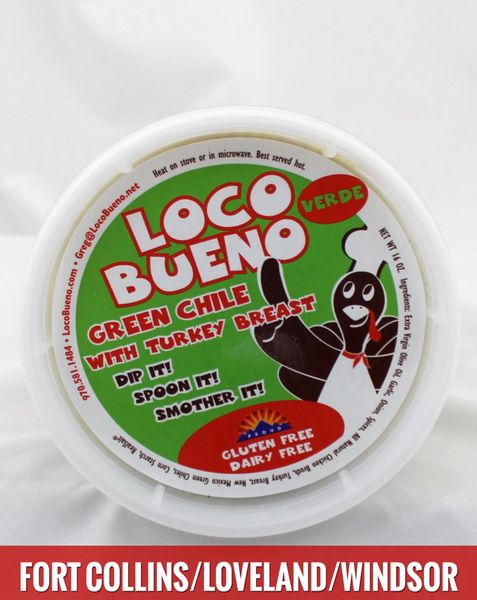 Heat on stove or in microwave. Best served hot.
LOCO
BUENO
VERDE
GREEN CHILE
WITH TURKEY BREAST
DIP IT!
SPOON IT!
SMOTHER IT!
PROUD
GLUTEN FREE
DAIRY FREE
970.581.1484 • LocoBueno.com • Greg@LocoBueno.net
NET WT 16 OZ. Ingredients: Extra Virgin Olive Oil, Garlic, Onion, Spices, All Natural Chicken Broth, Turkey Breast, New Mexico Green Chiles, Corn Starch, RealSalt®
FORT COLLINS/LOVELAND/WINDSOR